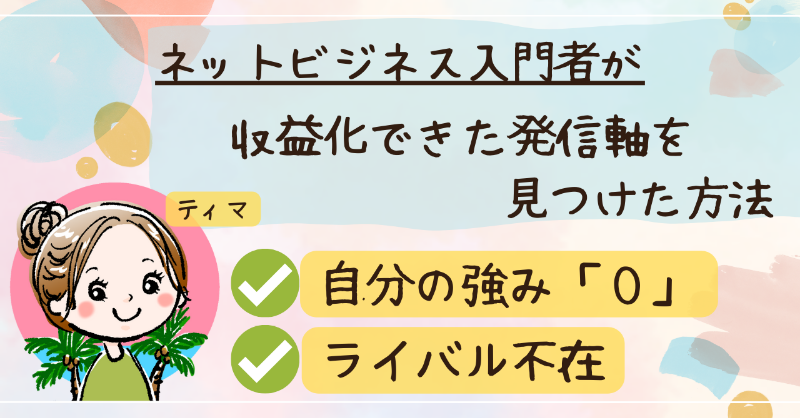 ネットビジネス入門者が
収益化できた発信軸を
見つけた方法
ティマ
自分の強み「0」
ライバル不在